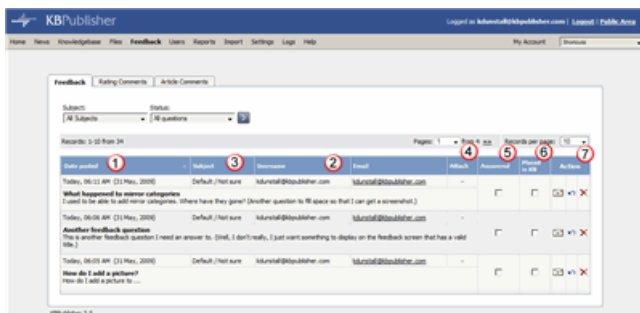 KBPublisher
Logged as kdunstall@kbpublisher.com | Logout | Public Area
Home News Knowledgebase Files Feedback Users Reports Import Settings Logs Help My Account Shortcuts
Feedback Rating Comments Article Comments
Subject: Status:
All Subjects All questions
Records: 1-10 from 34 Pages: 1 from 4 >> Records per page: 10
1 2 3 4 5 6 7
Date posted Subject Username Email Attach Answered Placed in KB Action
Today, 06:11 AM (31 May, 2009) Default / Not sure kdunstall@kbpublisher.com kdunstall@kbpublisher.com -
What happened to mirror categories
I used to be able to add mirror categories. Where have they gone? (Another question to fill space so that I can get a screenshot.)
Today, 06:06 AM (31 May, 2009) Default / Not sure kdunstall@kbpublisher.com kdunstall@kbpublisher.com -
Another feedback question
This is another feedback question I need an answer to. (Well, I don't really, I just want something to display on the feedback screen that has a valid
title.)
Today, 06:05 AM (31 May, 2009) Default / Not sure kdunstall@kbpublisher.com kdunstall@kbpublisher.com -
How do I add a picture?
How do I add a picture to ...